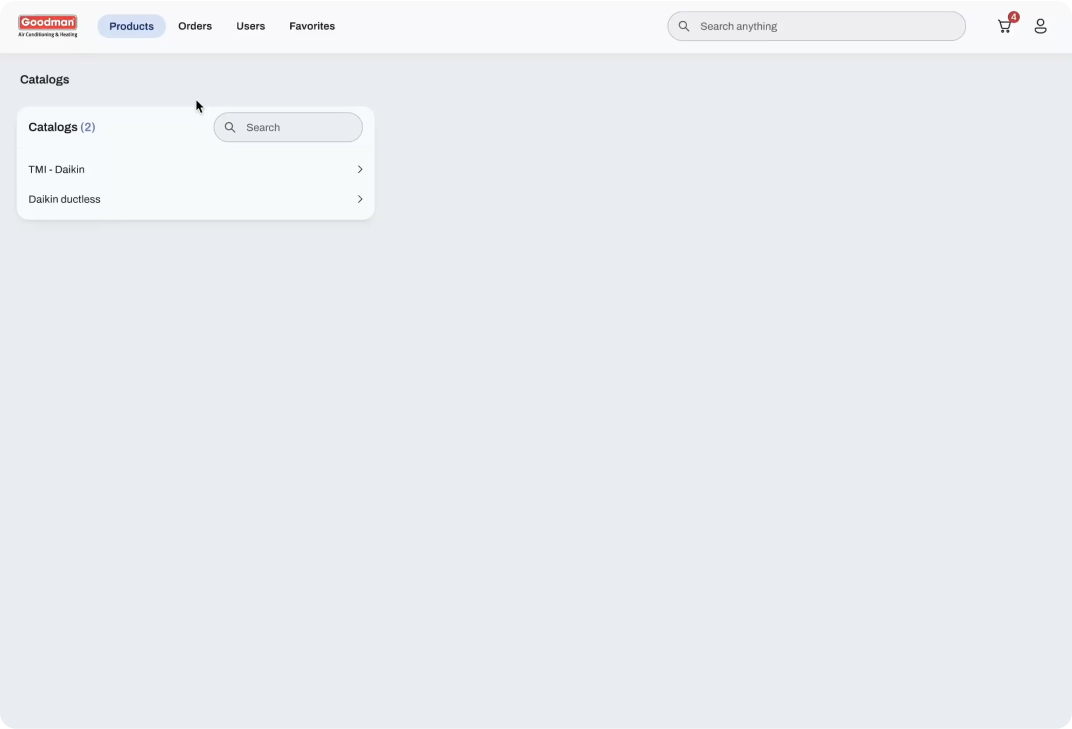 Goodman
Air Conditioning & Heating
Products
Orders
Users
Favorites
Search anything
4
Catalogs
Catalogs (2)
Search
TMI - Daikin
Daikin ductless